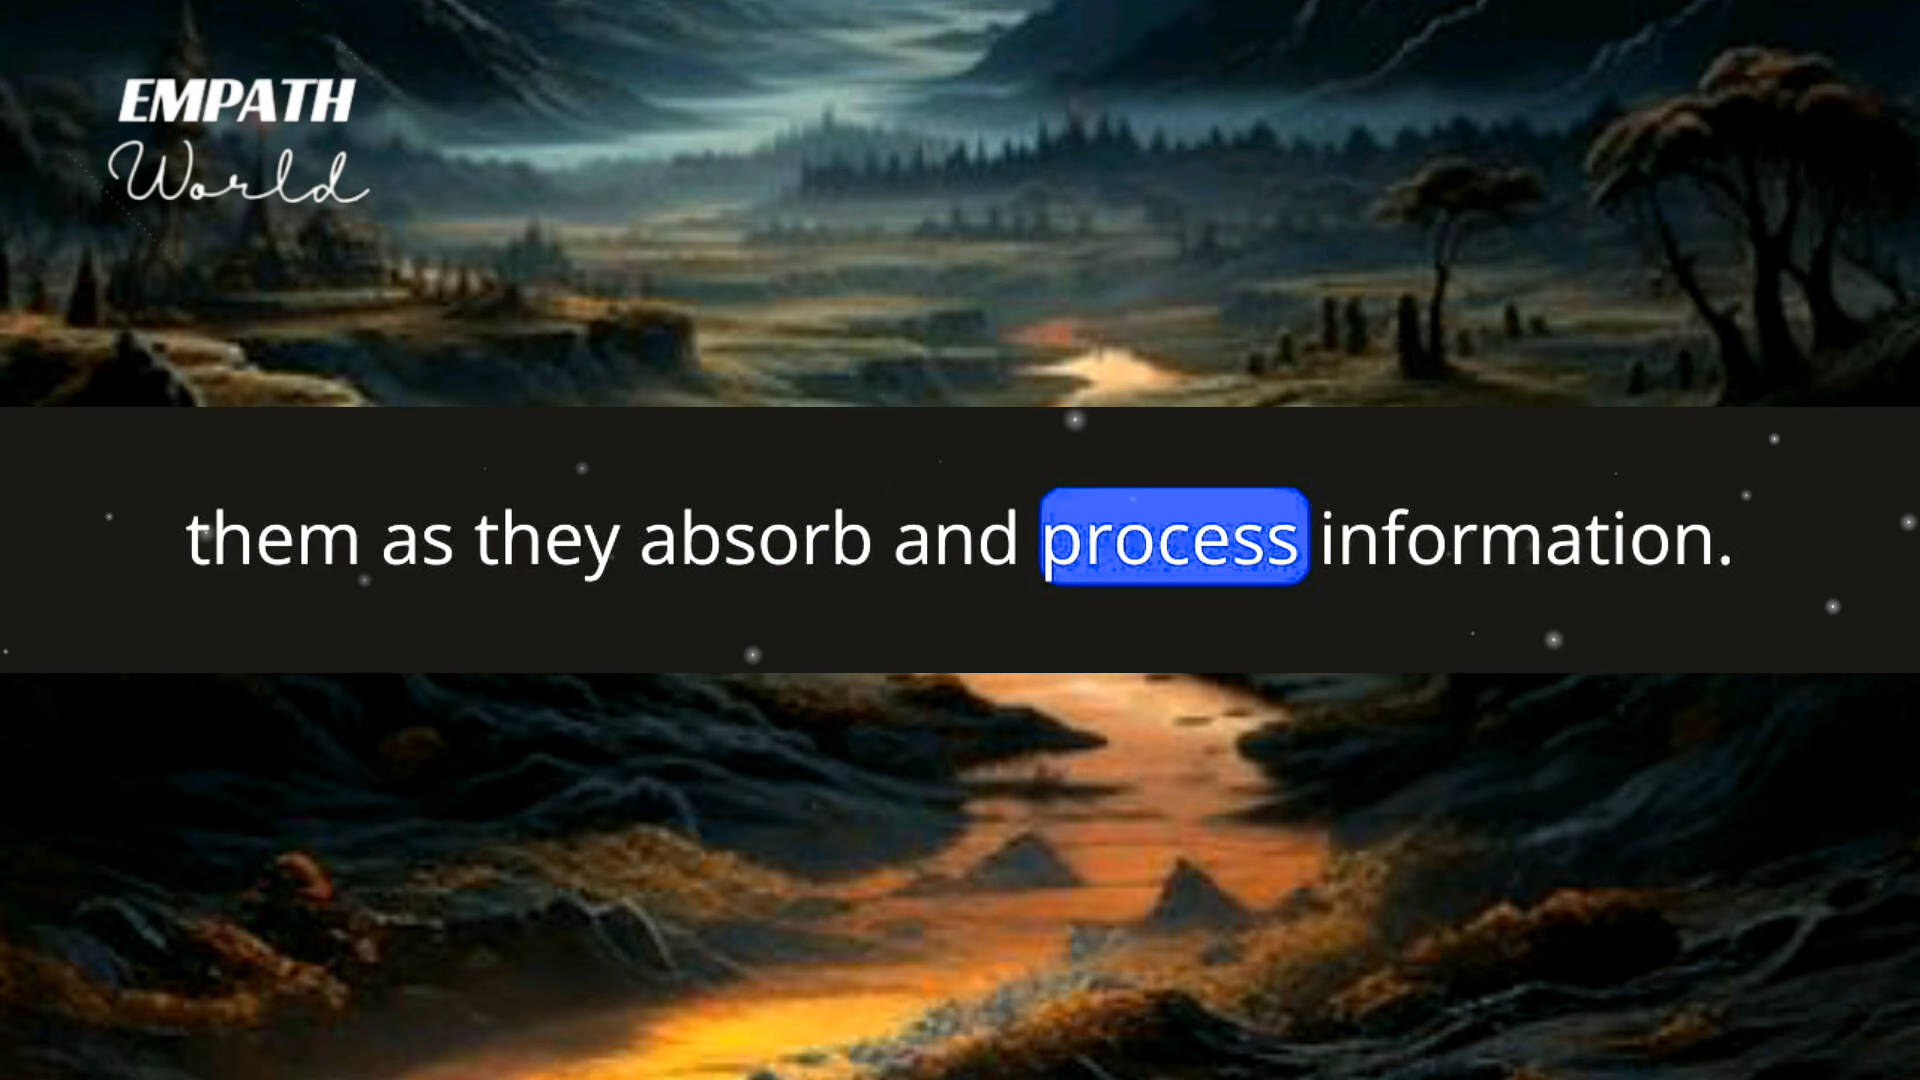 EMPATH
World
them as they absorb and process information.